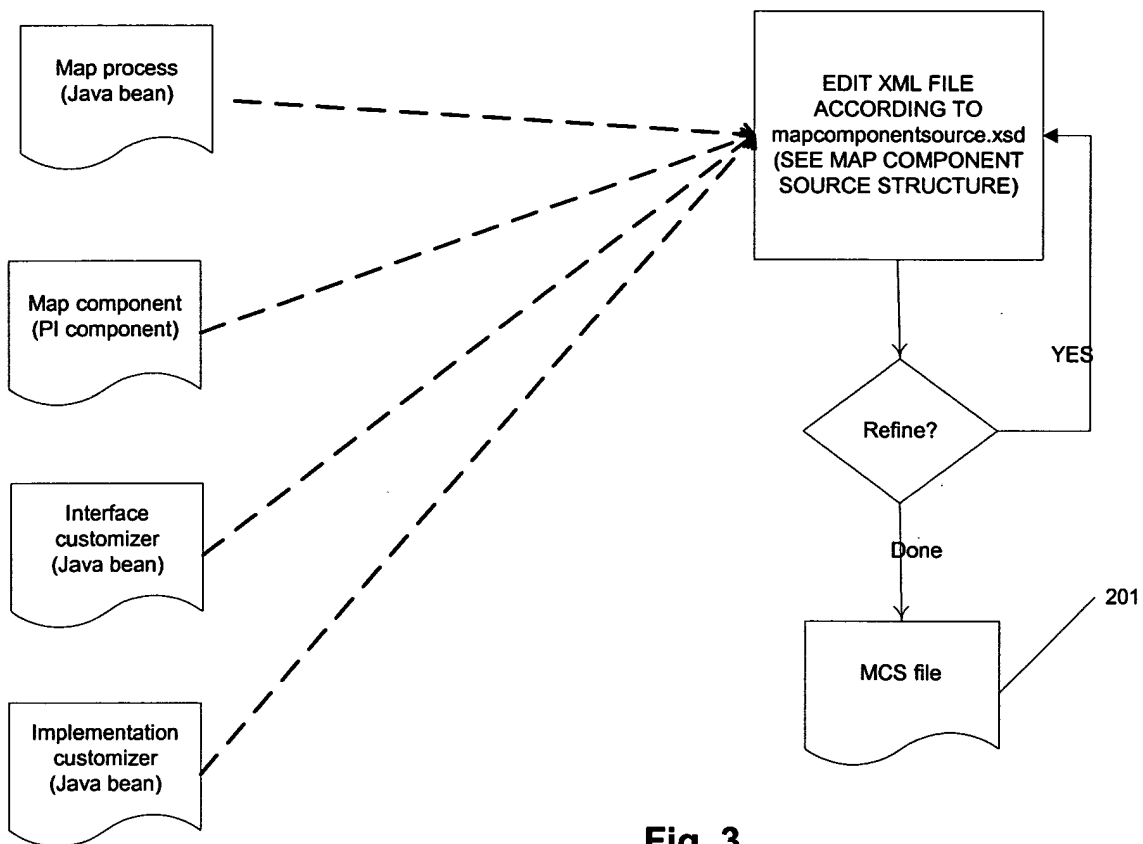 Map process
(Java bean)
EDIT XML FILE
ACCORDING TO
mapcomponentsource.xsd
(SEE MAP COMPONENT
SOURCE STRUCTURE)
Map component
(PI component)
YES
Refine?
Interface
customizer
(Java bean)
Done
201
MCS file
Implementation
customizer
(Java bean)
Fig. 3